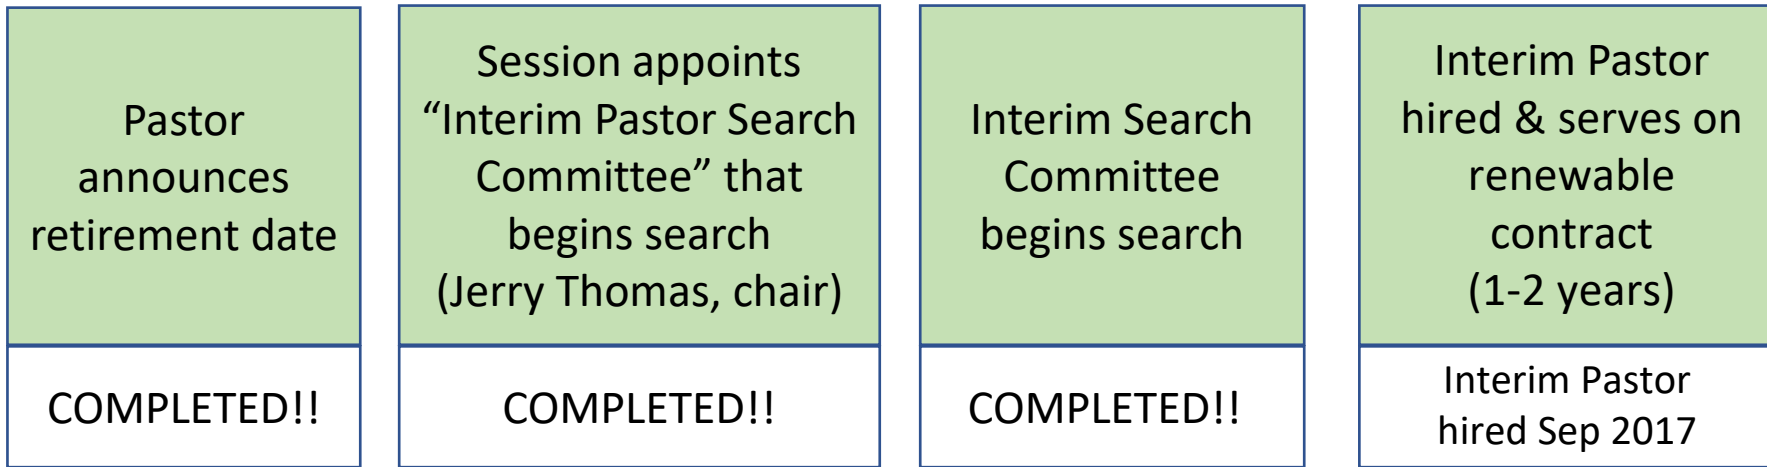 Pastor
announces
retirement date
COMPLETED!!
Session appoints
“Interim Pastor Search
Committee” that
begins search
(Jerry Thomas, chair)
COMPLETED!!
Interim Search
Committee
begins search
COMPLETED!!
Interim Pastor
hired & serves on
renewable
contract
(1-2 years)
Interim Pastor
hired Sep 2017